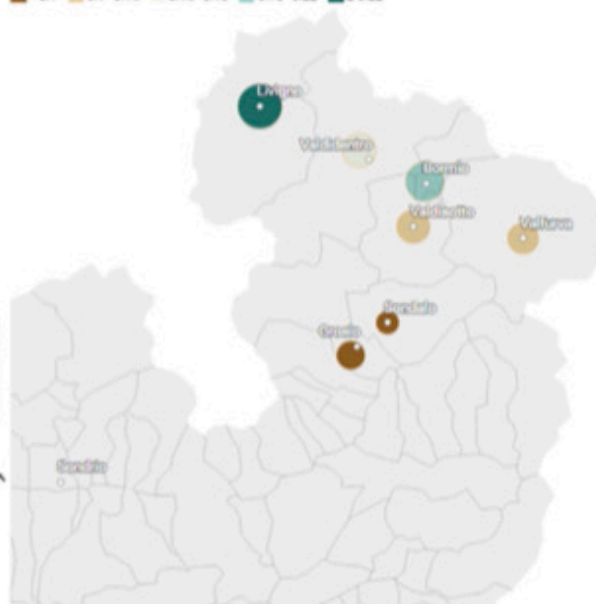 Livigno
Valdidentro
Bormio
Valdisotto
Valfurva
Sondalo
Grosio
Sondrio